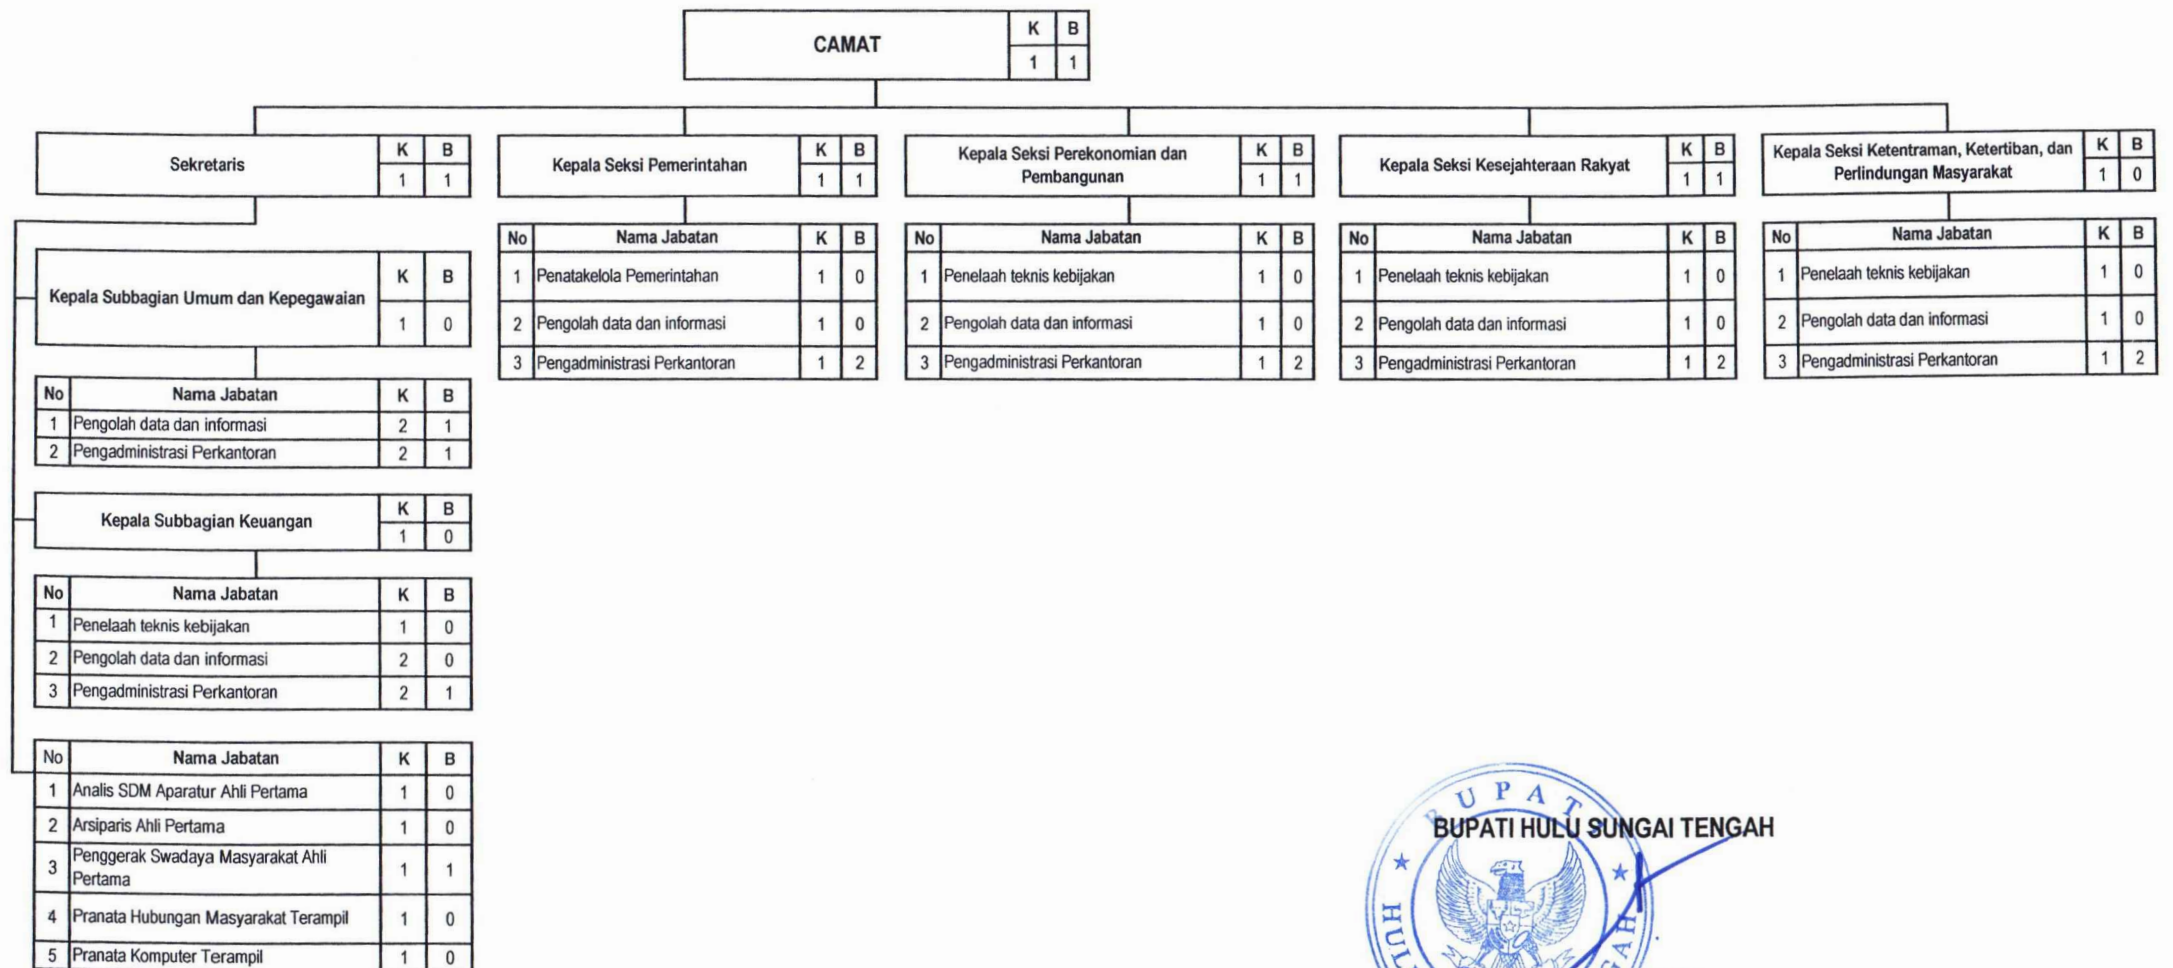 CAMAT K B
1 1
Sekretaris K B
1 1
Kepala Subbagian Umum dan Kepegawaian K B
1 0
No Nama Jabatan K B
1 Pengolah data dan informasi 2 1
2 Pengadministrasi Perkantoran 2 1
Kepala Subbagian Keuangan K B
1 0
No Nama Jabatan K B
1 Penelaah teknis kebijakan 1 0
2 Pengolah data dan informasi 2 0
3 Pengadministrasi Perkantoran 2 1
No Nama Jabatan K B
1 Analis SDM Aparatur Ahli Pertama 1 0
2 Arsiparis Ahli Pertama 1 0
3 Penggerak Swadaya Masyarakat Ahli
Pertama 1 1
4 Pranata Hubungan Masyarakat Terampil 1 0
5 Pranata Komputer Terampil 1 0
Kepala Seksi Pemerintahan K B
1 1
No Nama Jabatan K B
1 Penatakelola Pemerintahan 1 0
2 Pengolah data dan informasi 1 0
3 Pengadministrasi Perkantoran 1 2
Kepala Seksi Perekonomian dan
Pembangunan K B
1 1
No Nama Jabatan K B
1 Penelaah teknis kebijakan 1 0
2 Pengolah data dan informasi 1 0
3 Pengadministrasi Perkantoran 1 2
Kepala Seksi Kesejahteraan Rakyat K B
1 1
No Nama Jabatan K B
1 Penelaah teknis kebijakan 1 0
2 Pengolah data dan informasi 1 0
3 Pengadministrasi Perkantoran 1 2
Kepala Seksi Ketentraman, Ketertiban, dan
Perlindungan Masyarakat K B
1 0
No Nama Jabatan K B
1 Penelaah teknis kebijakan 1 0
2 Pengolah data dan informasi 1 0
3 Pengadministrasi Perkantoran 1 2
BUPATI
BUPATI HULU SUNGAI TENGAH